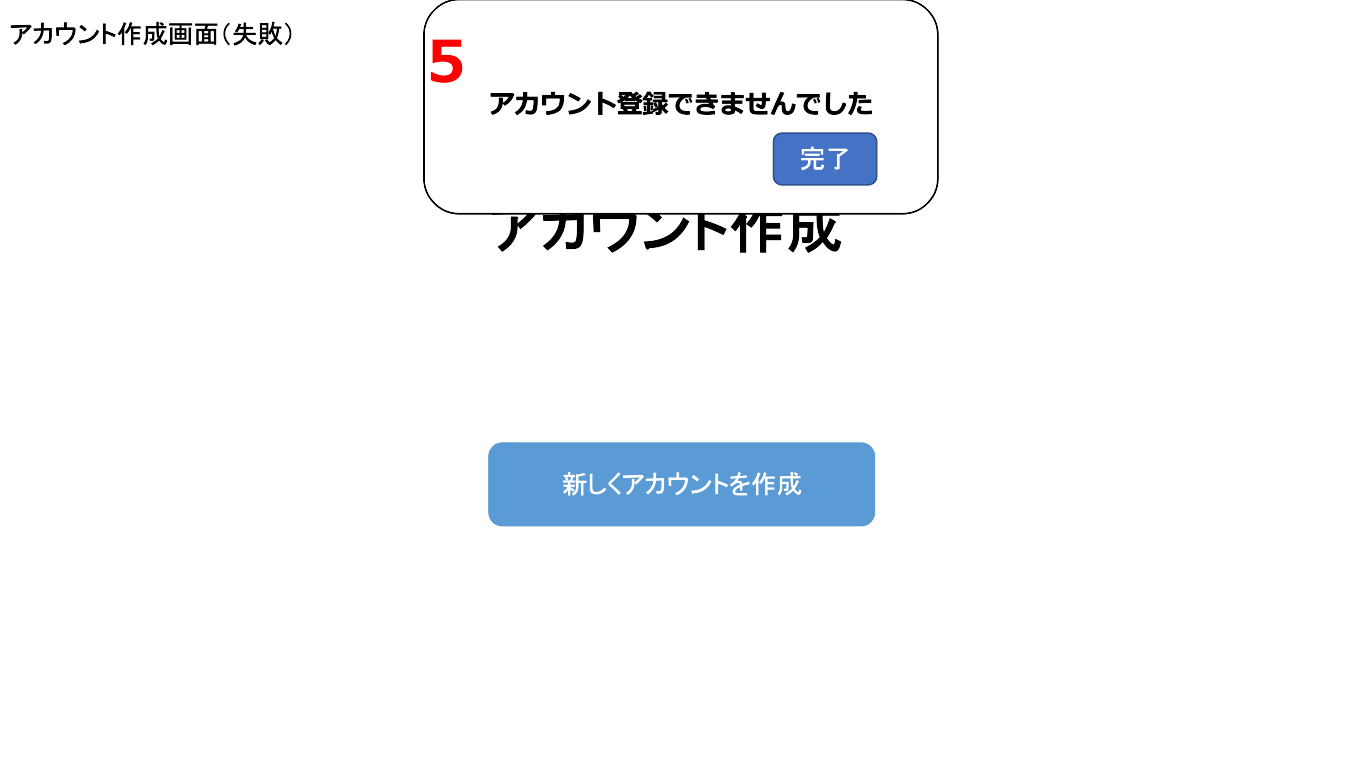 アカウント作成画面（失敗）
5
アカウント登録できませんでした
完了
アカウント作成
新しくアカウントを作成